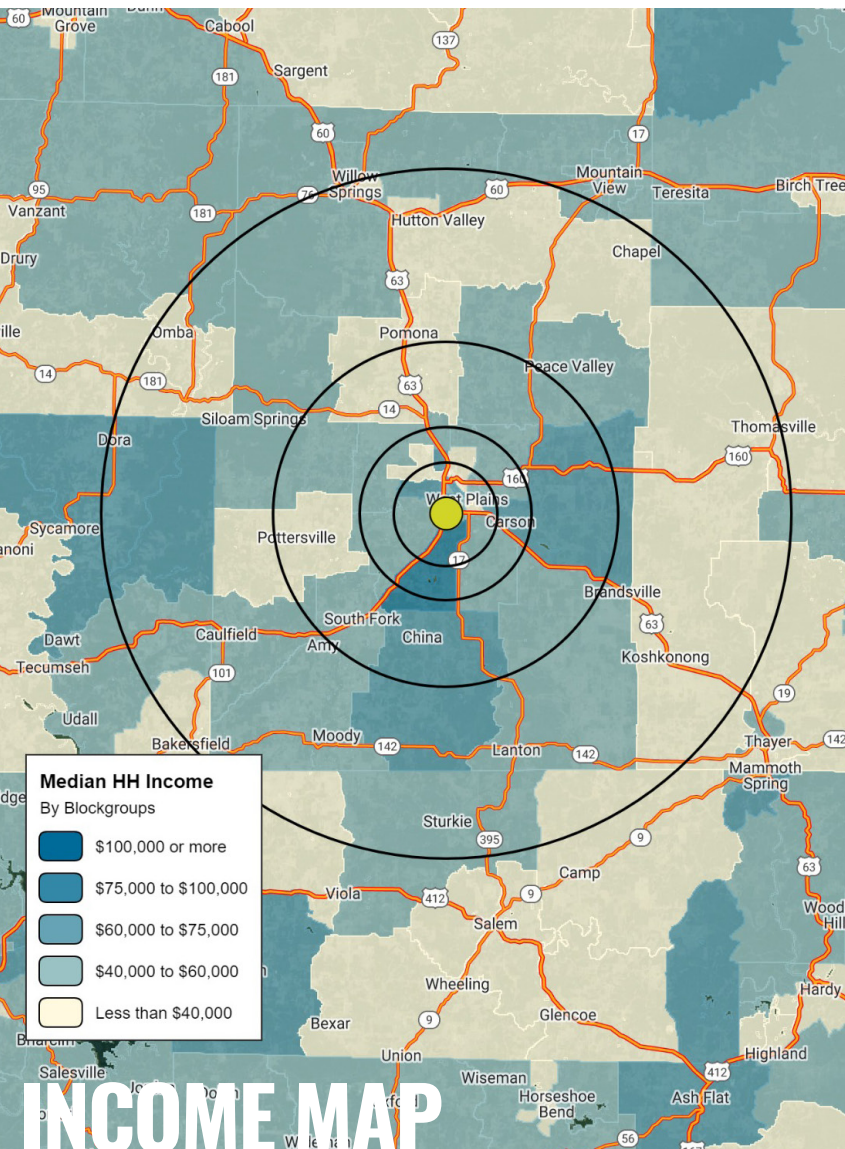 60
Mountain
Grove
Cabool
137
181
Sargent
60
17
Willow
Springs
Mountain
View
95
76
60
Teresita
Birch Tree
Vanzant
181
Hutton Valley
Drury
Chapel
63
ville
Omba
Pomona
14
181
63
Peace Valley
14
Siloam Springs
Dora
Thomasville
160
160
West Plains
Sycamore
Carson
anoni
Pottersville
17
Brandsville
South Fork
63
Dawt
Caulfield
Amy
China
Tecumseh
Koshkonong
101
19
Udall
Bakersfield
Moody
142
Lanton
142
Thayer
142
Mammoth
Spring
Median HH Income
By Blockgroups
$100,000 or more
$75,000 to $100,000
$60,000 to $75,000
$40,000 to $60,000
Less than $40,000
Sturkie
395
9
Camp
63
Viola
412
9
Wood
Hill
Salem
Wheeling
Hardy
Bexar
9
Glencoe
Union
Highland
Salesville
Wiseman
412
Horseshoe
Bend
Ash Flat
INCOME MAP
56